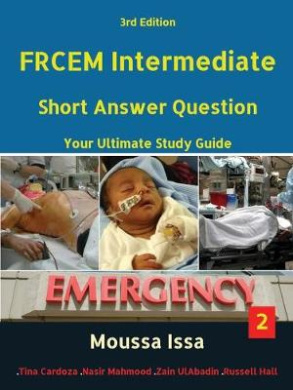 3rd Edition
FRCEM Intermediate
Short Answer Question
Your Ultimate Study Guide
EMERGENCY
2
Moussa Issa
.Tina Cardoza .Nasir Mahmood .Zain UlAbadin .Russell Hall